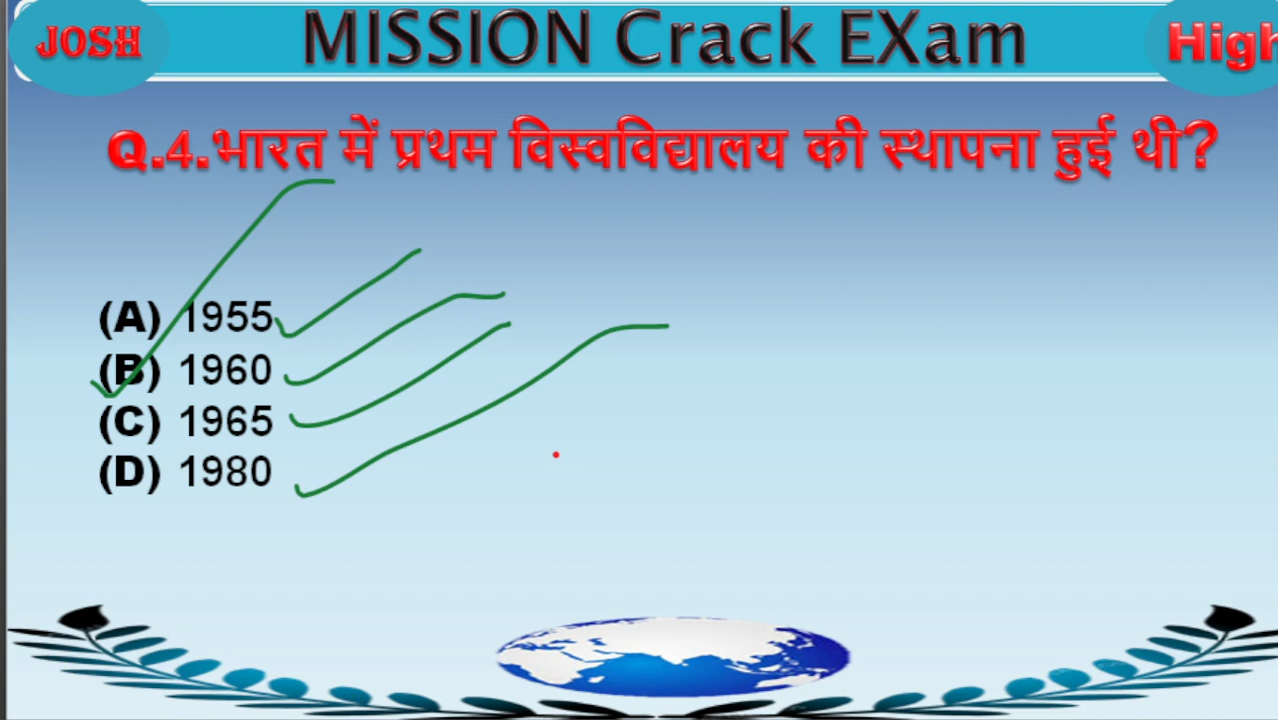 JOSH
MISSION Crack EXam
High
Q.4.भारत में प्रथम विस्वविद्यालय की स्थापना हुई थी?
(A) 1955
(B) 1960
(C) 1965
(D) 1980